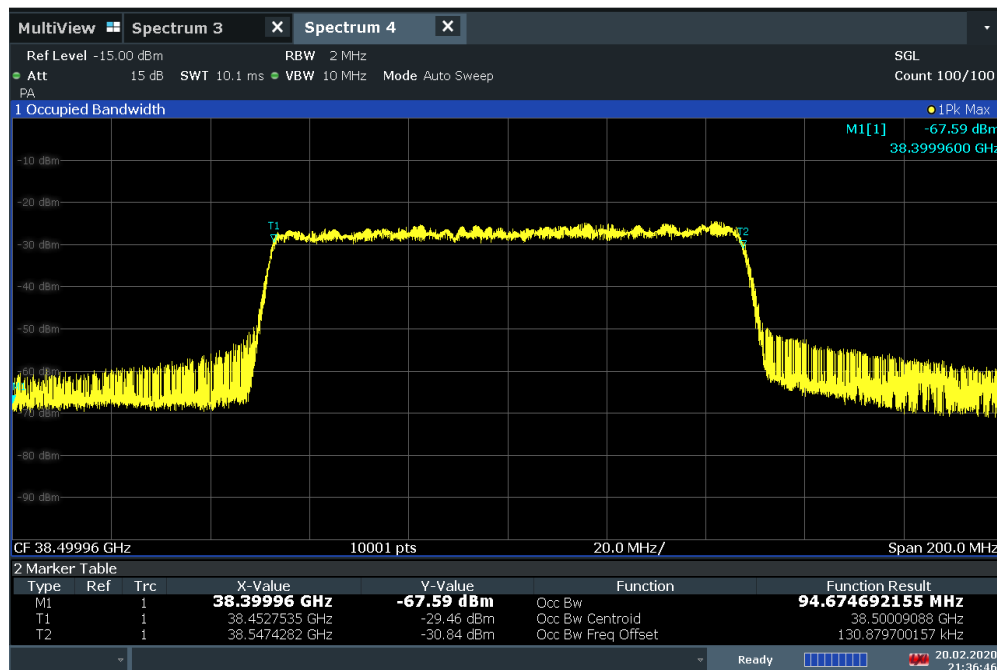 MultiView Spectrum 3 X Spectrum 4 X
Ref Level -15.00 dBm RBW 2 MHz SGL
Att 15 dB SWT 10.1 ms VBW 10 MHz Mode Auto Sweep Count 100/100
PA
1 Occupied Bandwidth 1Pk Max
M1[1] -67.59 dBm
38.3999600 GHz
-10 dBm
-20 dBm
T1
T2
-30 dBm
-40 dBm
-50 dBm
-60 dBm
-70 dBm
-80 dBm
-90 dBm
CF 38.49996 GHz 10001 pts 20.0 MHz/ Span 200.0 MHz
2 Marker Table
Type Ref Trc X-Value Y-Value Function Function Result
M1 1 38.39996 GHz -67.59 dBm Occ Bw 94.674692155 MHz
T1 1 38.4527535 GHz -29.46 dBm Occ Bw Centroid 38.50009088 GHz
T2 1 38.5474282 GHz -30.84 dBm Occ Bw Freq Offset 130.879700157 kHz
Ready 20.02.2020
21:36:46